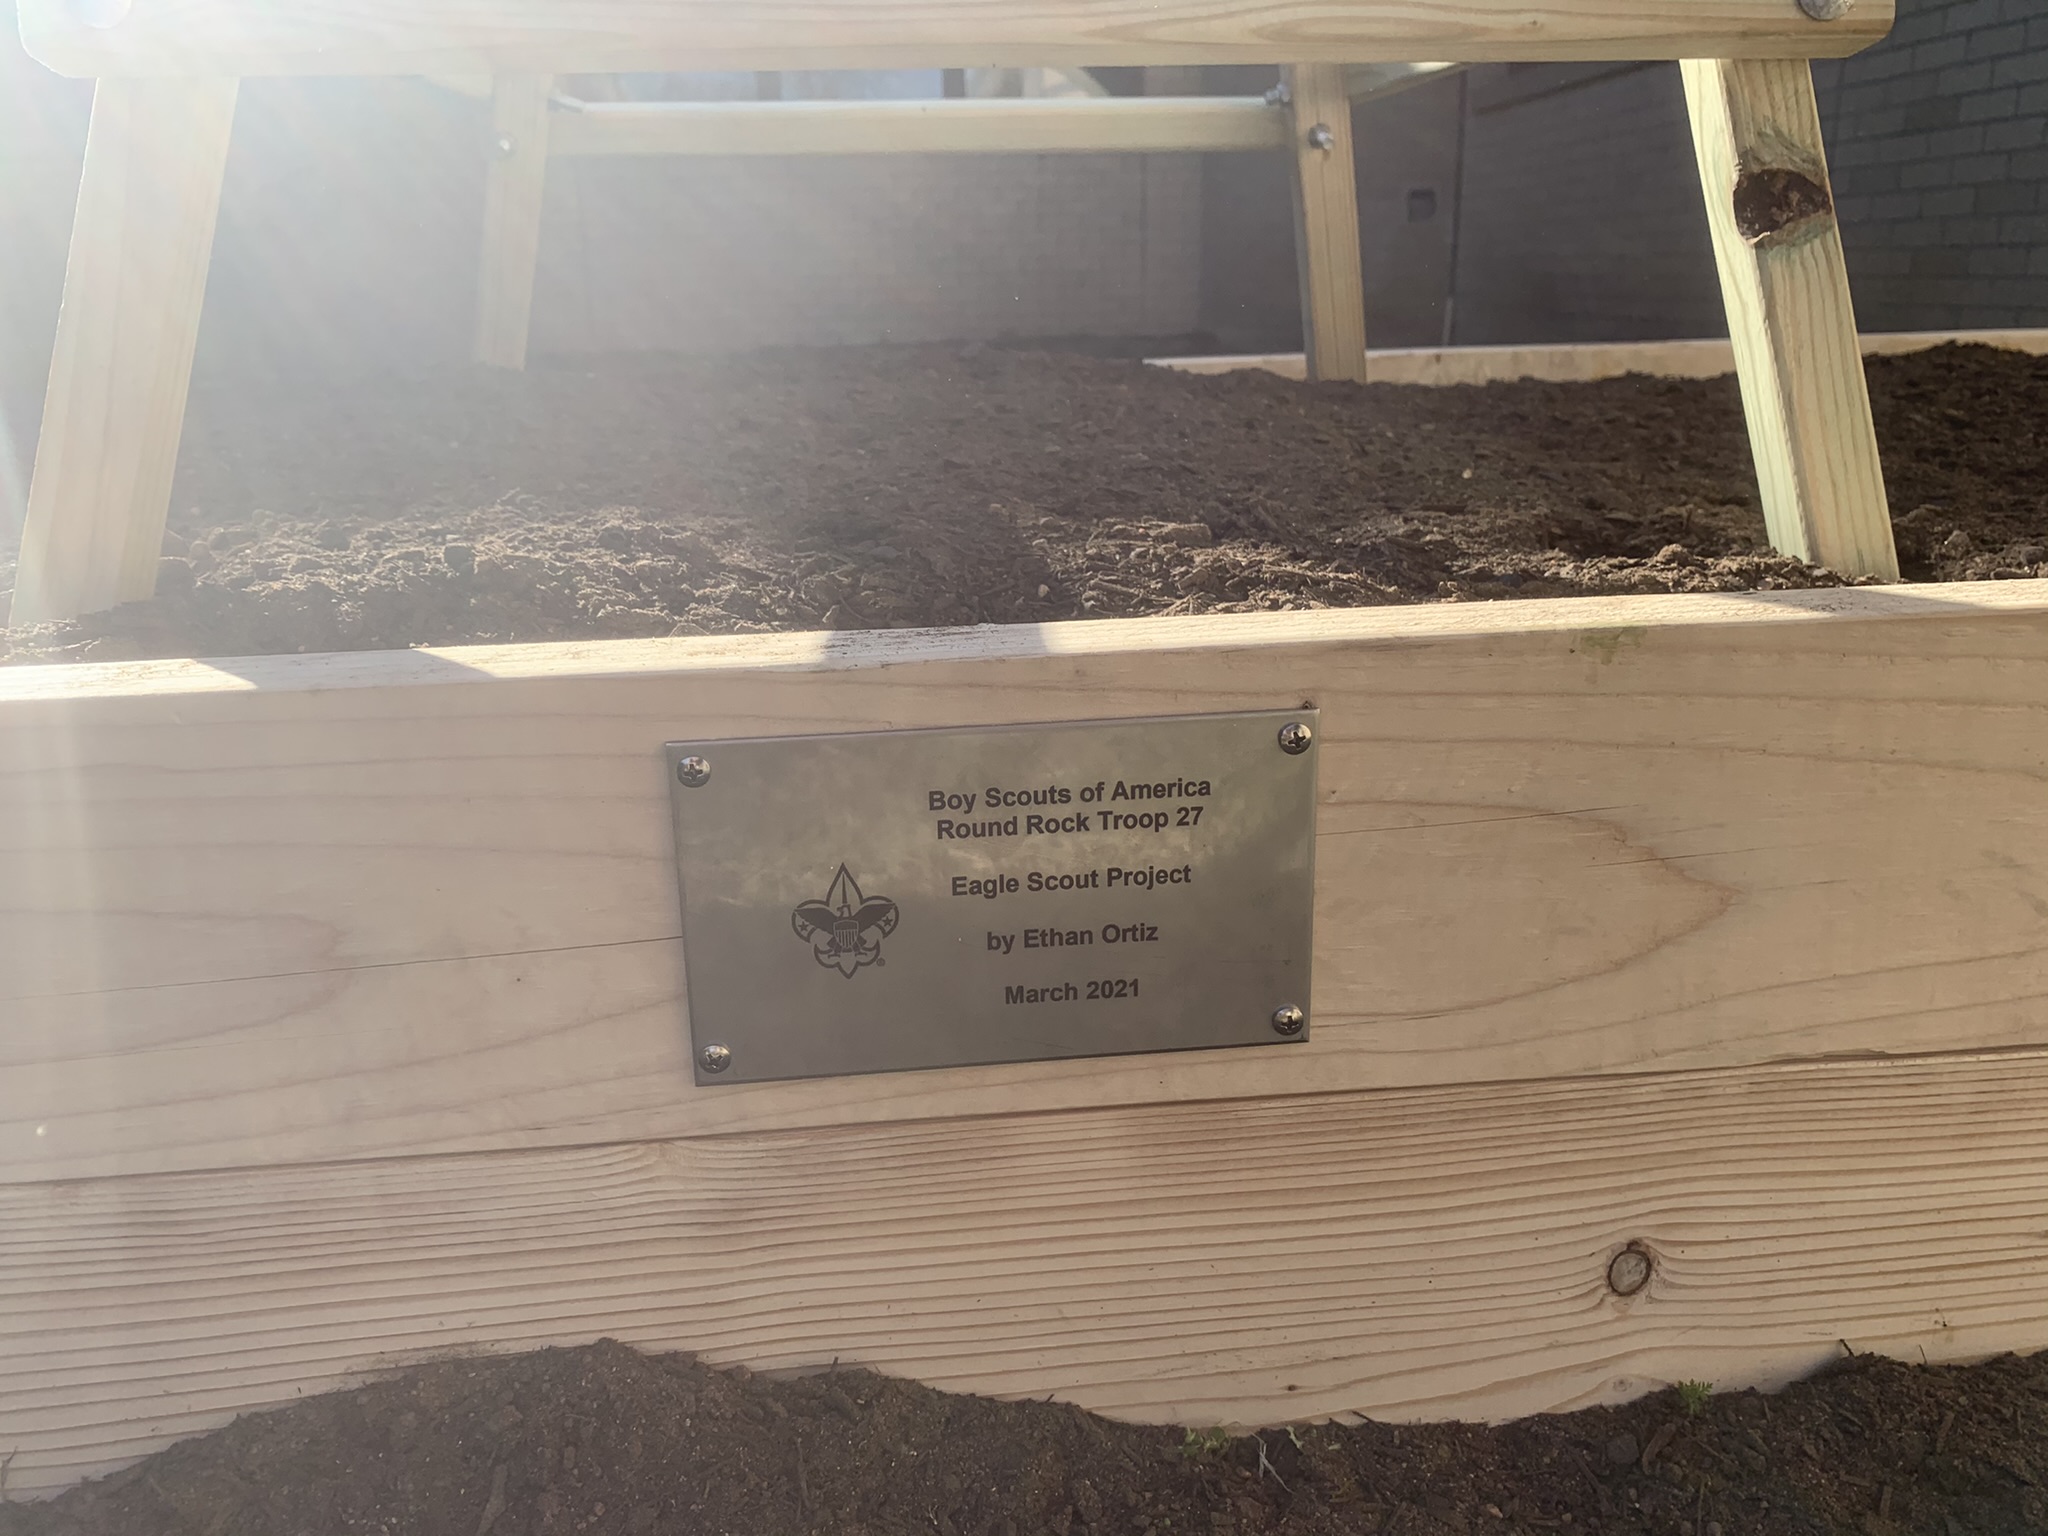 Boy Scouts of America
Round Rock Troop 27
Eagle Scout Project
by Ethan Ortiz
March 2021
®